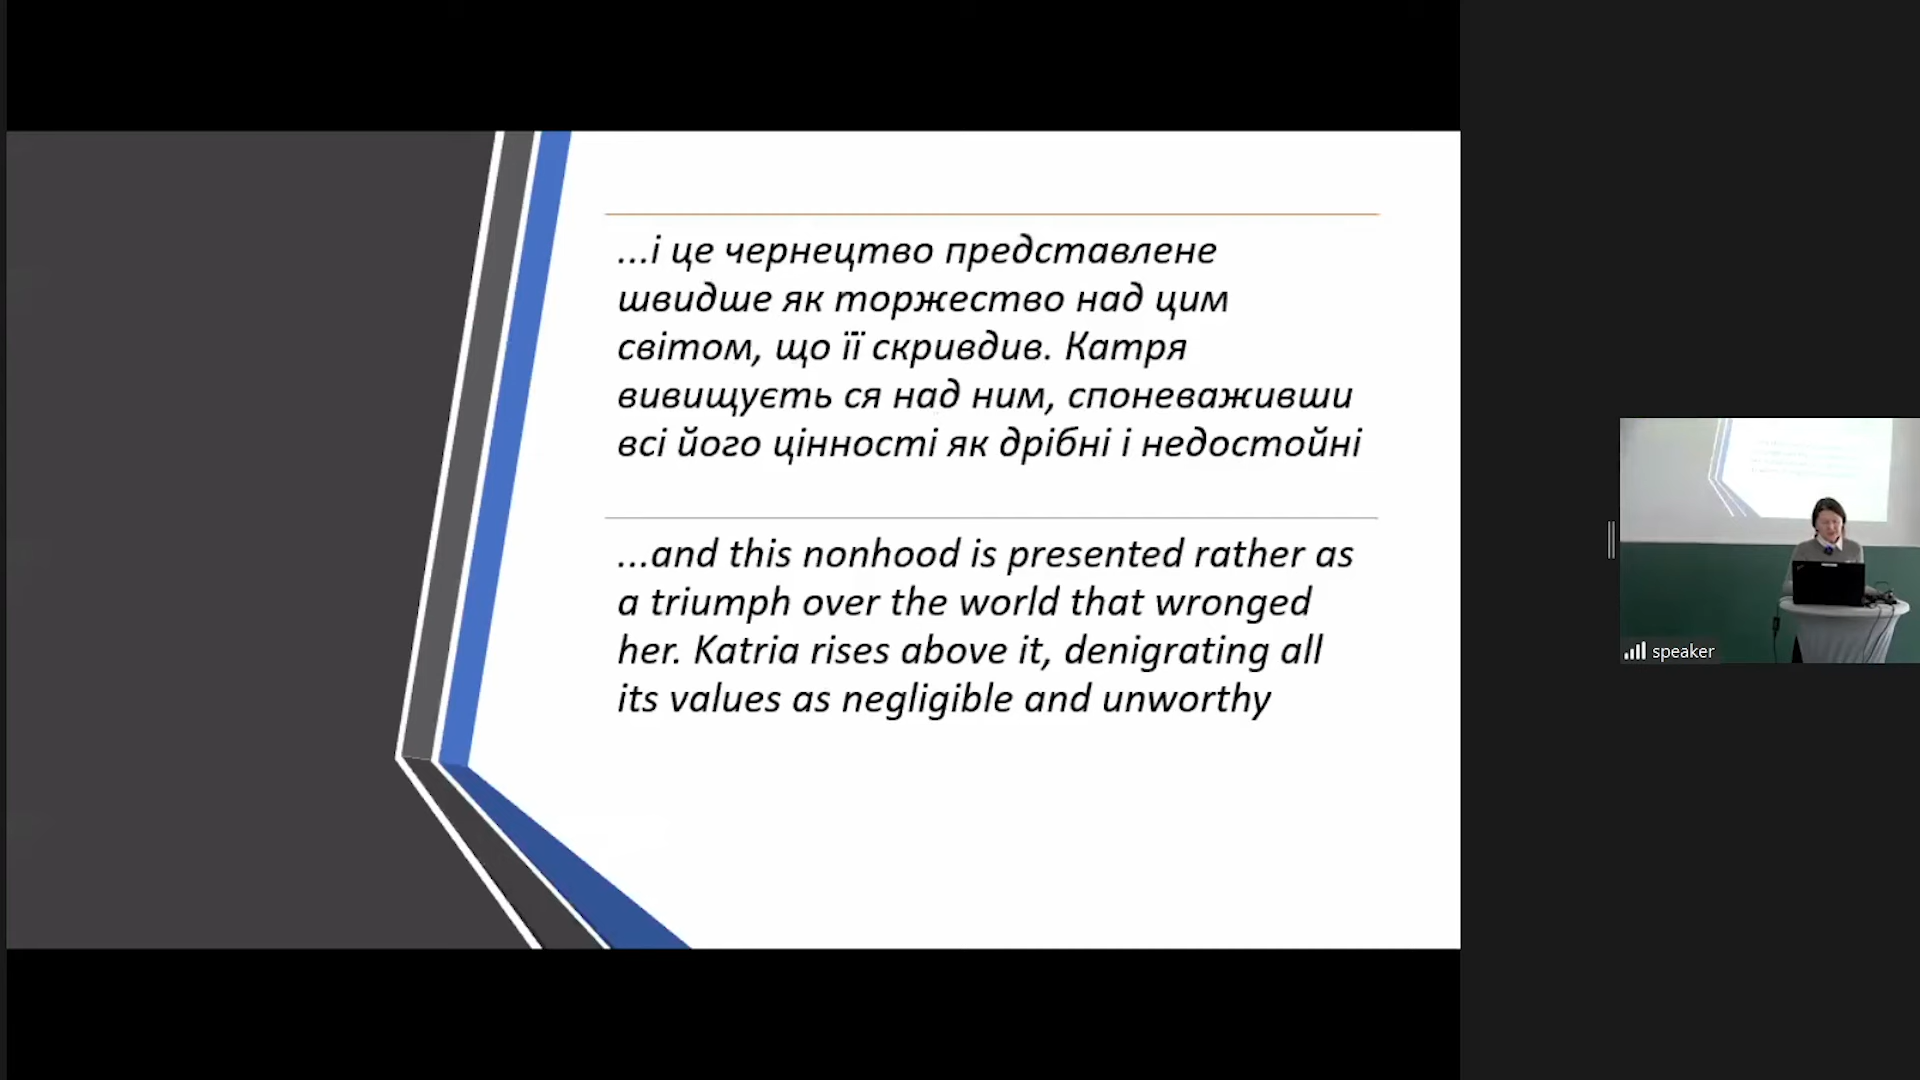 ...і це чернецтво представлене
швидше як торжество над цим
світом, що її скривдив. Катря
вивищуєть ся над ним, споневаживши
всі його цінності як дрібні і недостойні
...and this nonhood is presented rather as
a triumph over the world that wronged
her. Katria rises above it, denigrating all
its values as negligible and unworthy
speaker